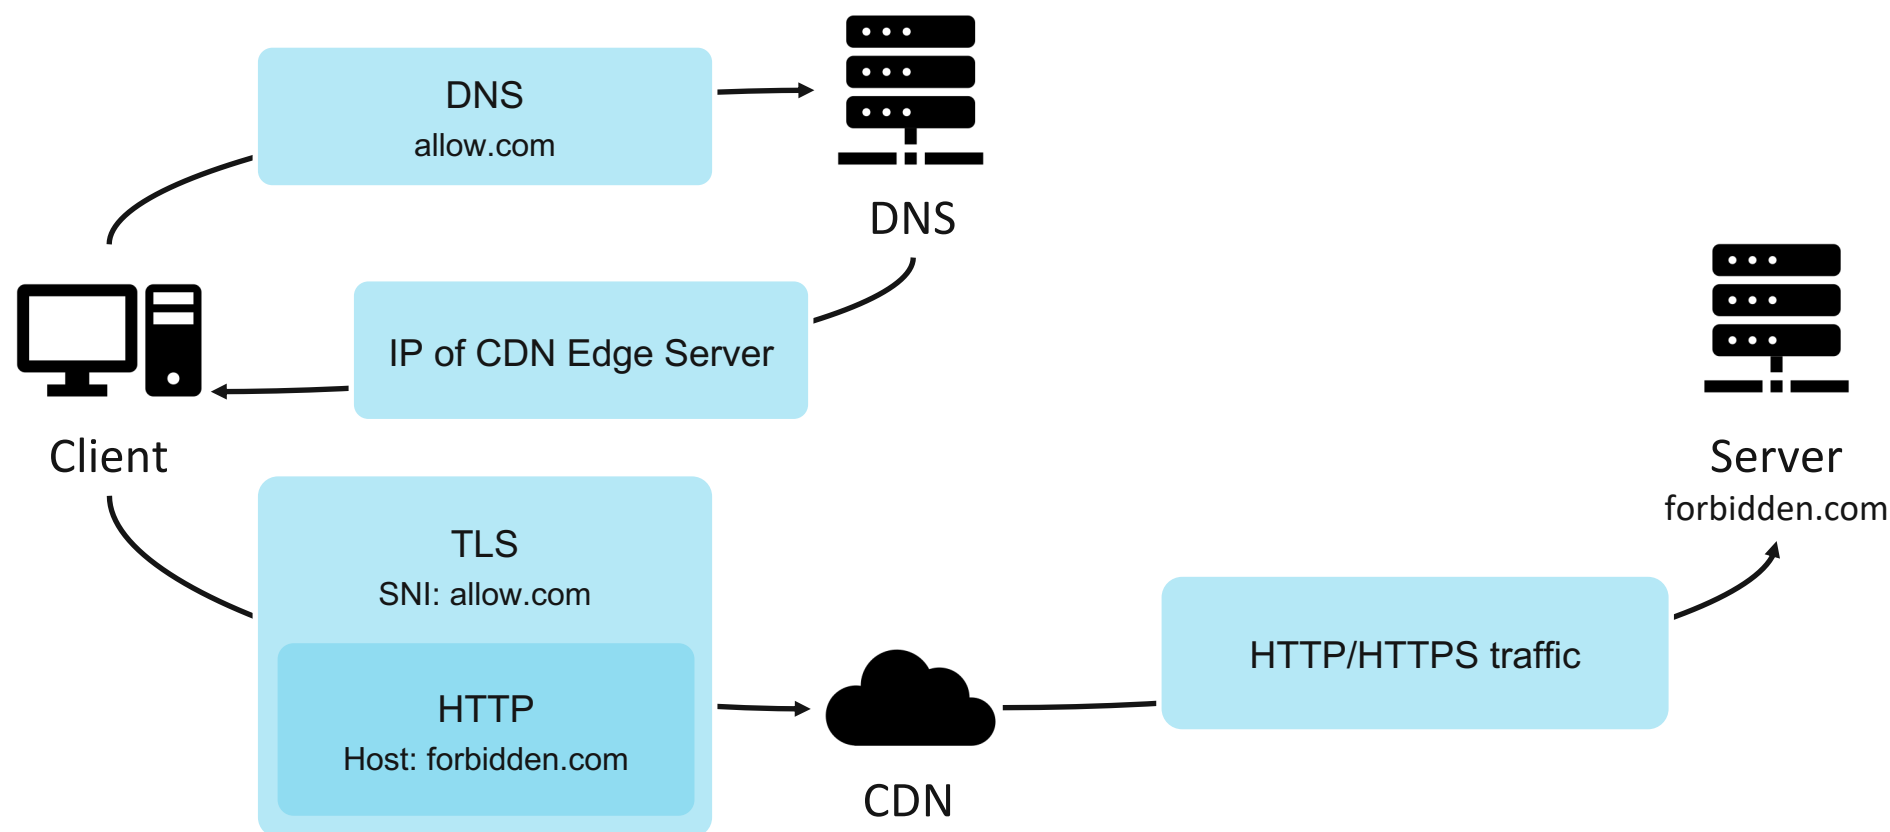 DNS
allow.com
DNS
IP of CDN Edge Server
Client
Server
forbidden.com
TLS
SNI: allow.com
HTTP
Host: forbidden.com
HTTP/HTTPS traffic
CDN